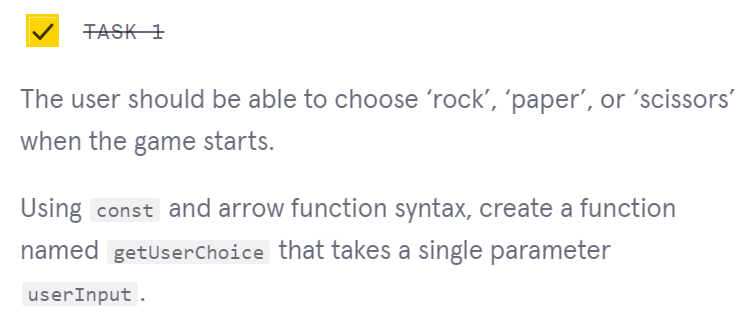 TASK 1
The user should be able to choose ‘rock’, ‘paper’, or ‘scissors’
when the game starts.
Using const and arrow function syntax, create a function
named getUserChoice that takes a single parameter
userInput.